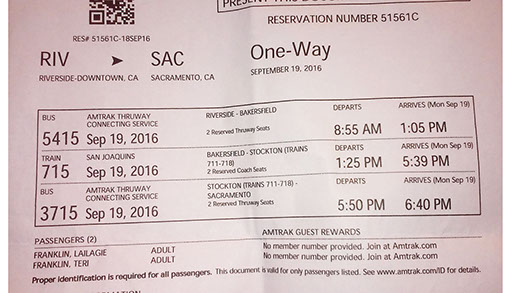 PRESENT THIS DOCU
RES# 51561C-18SEP16
RESERVATION NUMBER 51561C
RIV ➤ SAC One-Way
RIVERSIDE-DOWNTOWN, CA SACRAMENTO, CA SEPTEMBER 19, 2016
BUS AMTRAK THRUWAY CONNECTING SERVICE RIVERSIDE - BAKERSFIELD DEPARTS ARRIVES (Mon Sep 19)
5415 Sep 19, 2016 2 Reserved Thruway Seats 8:55 AM 1:05 PM
TRAIN SAN JOAQUINS BAKERSFIELD - STOCKTON (TRAINS 711-718) DEPARTS ARRIVES (Mon Sep 19)
715 Sep 19, 2016 2 Reserved Coach Seats 1:25 PM 5:39 PM
BUS AMTRAK THRUWAY CONNECTING SERVICE STOCKTON (TRAINS 711-718) - SACRAMENTO DEPARTS ARRIVES (Mon Sep 19)
3715 Sep 19, 2016 2 Reserved Thruway Seats 5:50 PM 6:40 PM
PASSENGERS (2) AMTRAK GUEST REWARDS
FRANKLIN, LAILAGIE ADULT No member number provided. Join at Amtrak.com
FRANKLIN, TERI ADULT No member number provided. Join at Amtrak.com
Proper identification is required for all passengers. This document is valid for only passengers listed. See www.amtrak.com/ID for details.